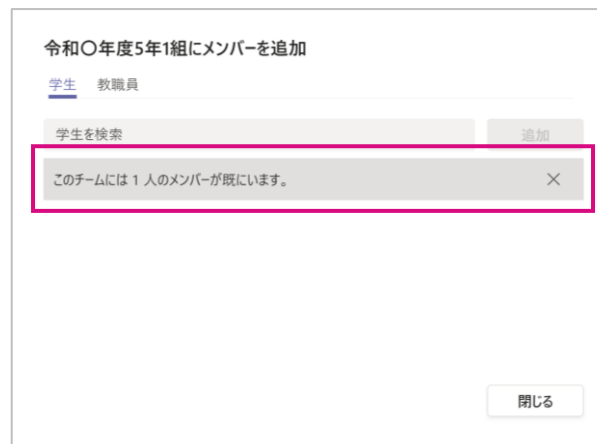 令和〇年度5年1組にメンバーを追加
学生 教職員
学生を検索 追加
このチームには 1 人のメンバーが既にいます。
閉じる